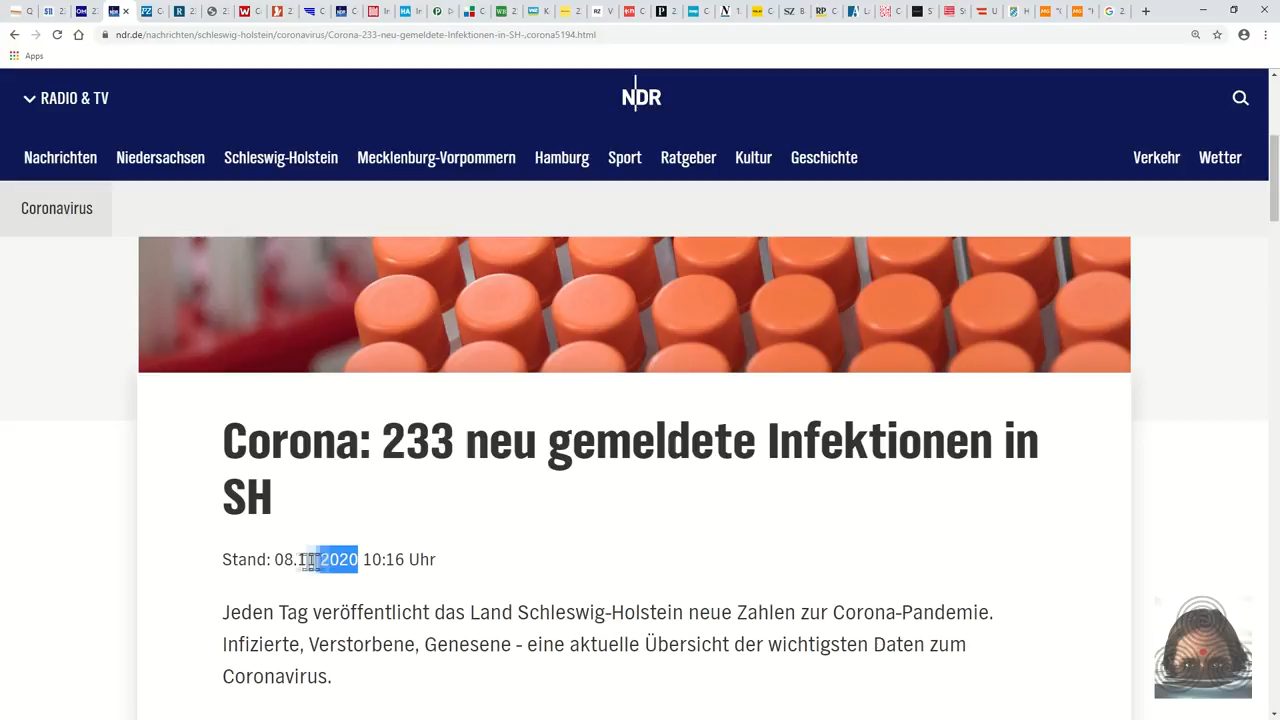 ndr.de/nachrichten/schleswig-holstein/coronavirus/Corona-233-neu-gemeldete-Infektionen-in-SH-,corona5194.html
Apps
RADIO & TV
NDR
Nachrichten Niedersachsen Schleswig-Holstein Mecklenburg-Vorpommern Hamburg Sport Ratgeber Kultur Geschichte Verkehr Wetter
Coronavirus
Corona: 233 neu gemeldete Infektionen in
SH
Stand: 08. 2020 10:16 Uhr
Jeden Tag veröffentlicht das Land Schleswig-Holstein neue Zahlen zur Corona-Pandemie.
Infizierte, Verstorbene, Genesene - eine aktuelle Übersicht der wichtigsten Daten zum
Coronavirus.